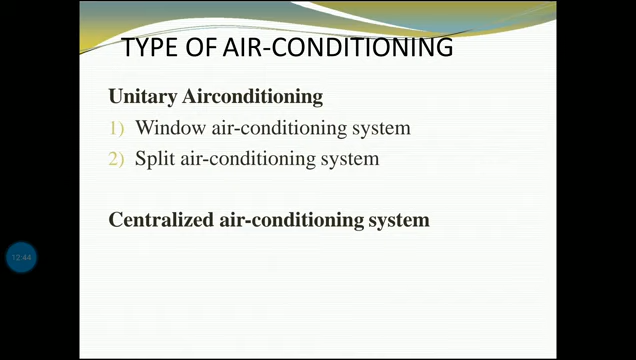 TYPE OF AIR-CONDITIONING
Unitary Airconditioning
1) Window air-conditioning system
2) Split air-conditioning system
Centralized air-conditioning system
12:44